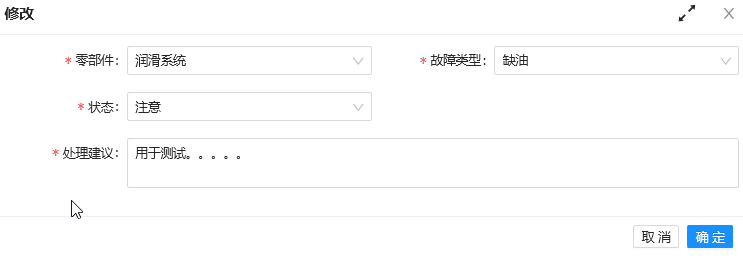 修改
* 零部件: 润滑系统 * 故障类型: 缺油
* 状态: 注意
* 处理建议: 用于测试。。。。。
取 消 确 定